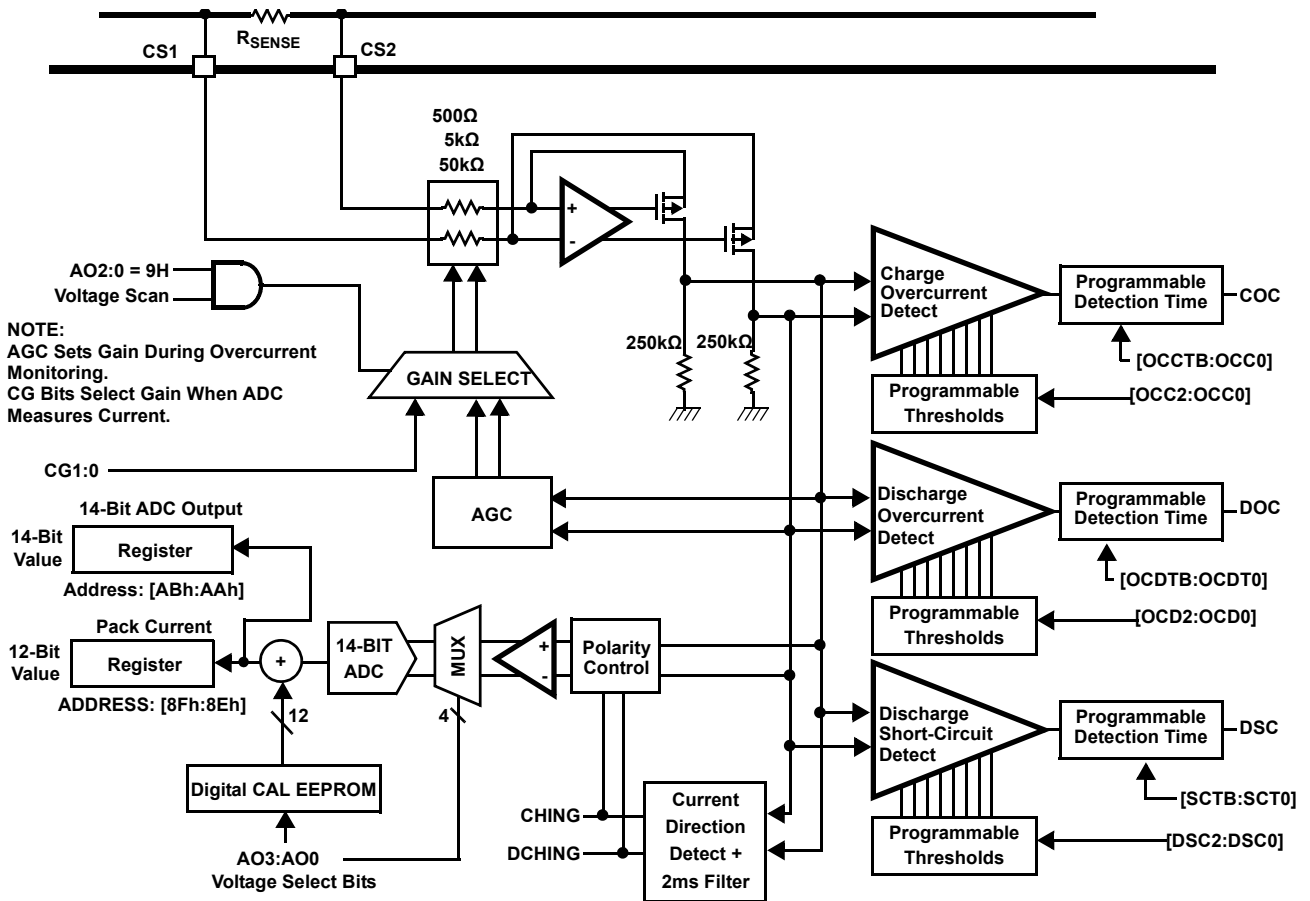 RSENSE
CS1
CS2
500Ω
5kΩ
50kΩ
+
-
AO2:0 = 9H
Voltage Scan
NOTE:
AGC Sets Gain During Overcurrent
Monitoring.
CG Bits Select Gain When ADC
Measures Current.
GAIN SELECT
250kΩ
250kΩ
Charge
Overcurrent
Detect
Programmable
Detection Time
COC
[OCCTB:OCC0]
Programmable
Thresholds
[OCC2:OCC0]
CG1:0
AGC
Discharge
Overcurrent
Detect
Programmable
Detection Time
DOC
[OCDTB:OCDT0]
Programmable
Thresholds
[OCD2:OCD0]
14-Bit ADC Output
14-Bit
Value
Register
Address: [ABh:AAh]
Pack Current
12-Bit
Value
Register
ADDRESS: [8Fh:8Eh]
+
14-BIT
ADC
MUX
+
-
Polarity
Control
4
12
Digital CAL EEPROM
AO3:AO0
Voltage Select Bits
CHING
DCHING
Current
Direction
Detect +
2ms Filter
Discharge
Short-Circuit
Detect
Programmable
Detection Time
DSC
[SCTB:SCT0]
Programmable
Thresholds
[DSC2:DSC0]